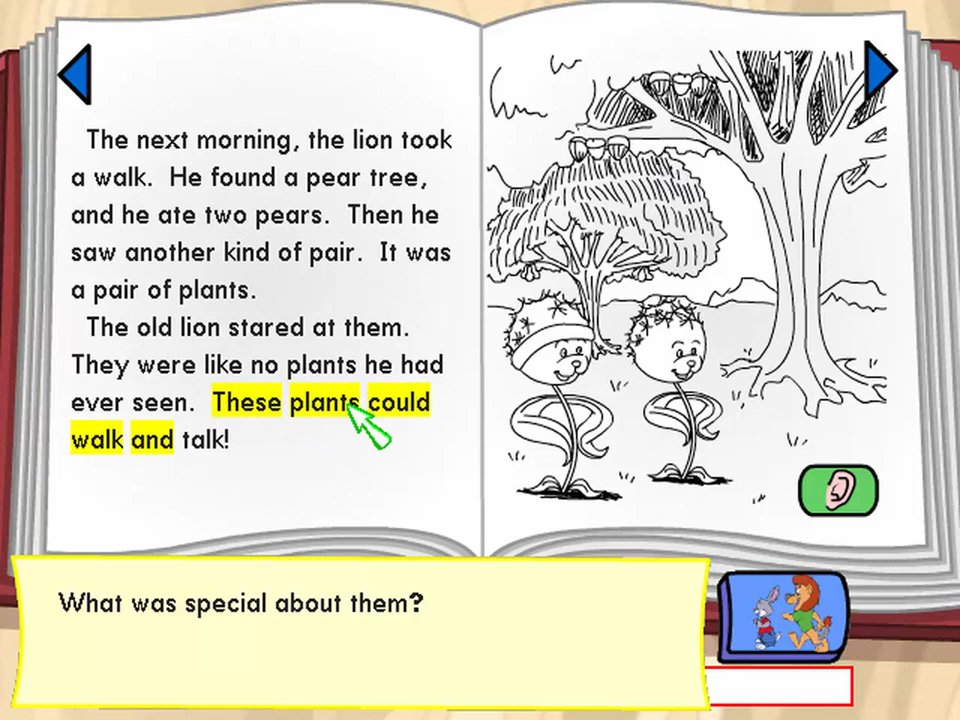 The next morning, the lion took
a walk. He found a pear tree,
and he ate two pears. Then he
saw another kind of pair. It was
a pair of plants.
The old lion stared at them.
They were like no plants he had
ever seen. These plants could
walk and talk!
What was special about them?